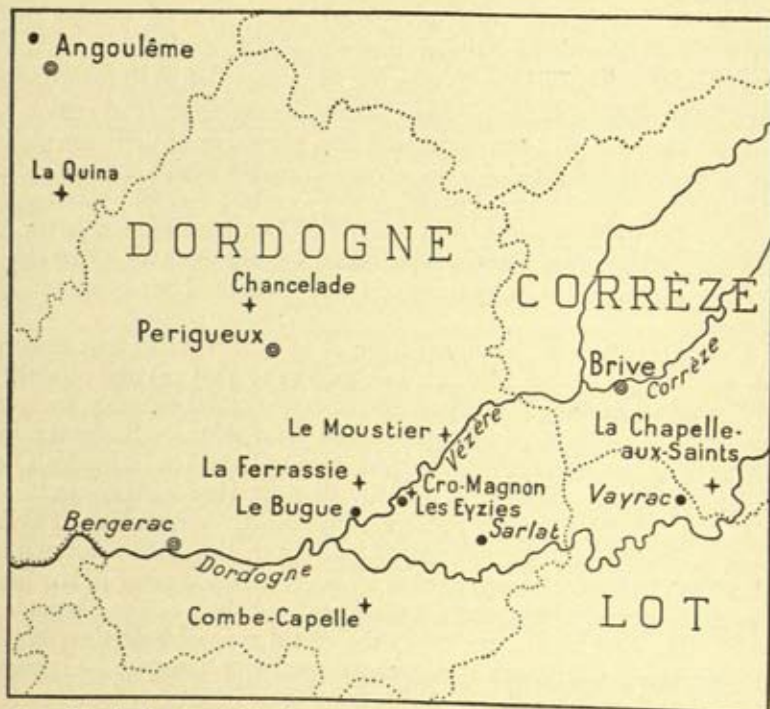 Angoulême
La Quina
DORDOGNE
Chancelade
CORRÈZE
Perigueux
Brive
Corrèze
Le Moustier
Vézère
La Chapelle-
aux-Saints
La Ferrassie
Cro-Magnon
Le Bugue
Les Eyzies
Vayrac
Bergerac
Sarlat
Dordogne
Combe-Capelle
LOT